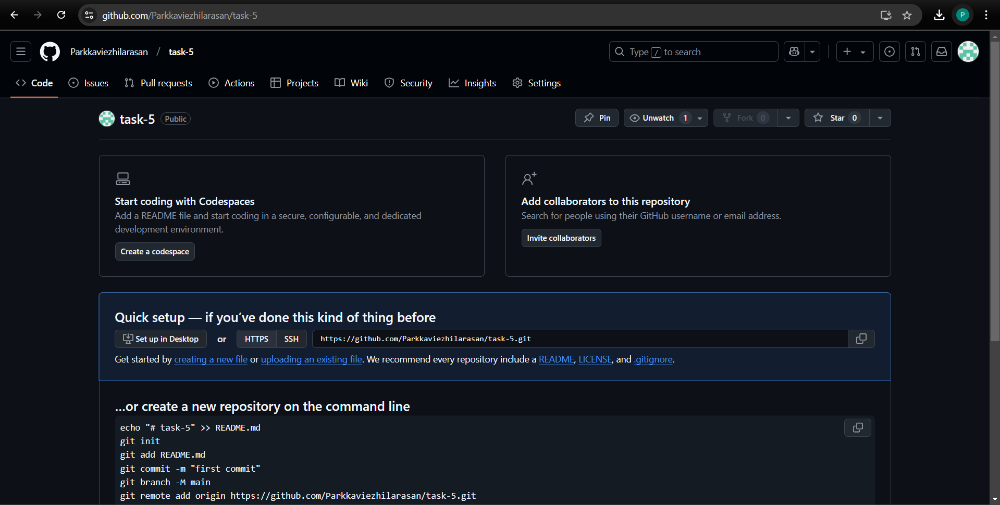 github.com/Parkkaviezhilarasan/task-5
P
Parkkaviezhilarasan / task-5
Type / to search
Code Issues Pull requests Actions Projects Wiki Security Insights Settings
task-5 Public
Pin Unwatch 1 Fork 0 Star 0
Start coding with Codespaces
Add a README file and start coding in a secure, configurable, and dedicated
development environment.
Create a codespace
Add collaborators to this repository
Search for people using their GitHub username or email address.
Invite collaborators
Quick setup — if you’ve done this kind of thing before
Set up in Desktop or HTTPS SSH https://github.com/Parkkaviezhilarasan/task-5.git
Get started by creating a new file or uploading an existing file. We recommend every repository include a README, LICENSE, and .gitignore.
…or create a new repository on the command line
echo "# task-5" >> README.md
git init
git add README.md
git commit -m "first commit"
git branch -M main
git remote add origin https://github.com/Parkkaviezhilarasan/task-5.git